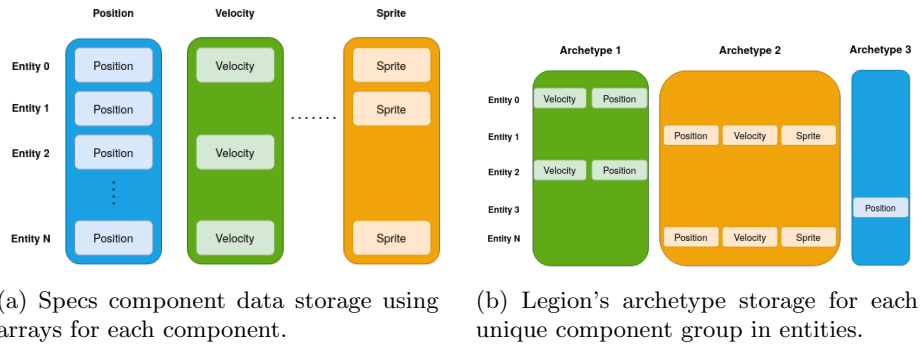 Position Velocity Sprite
Entity 0 Position Velocity Sprite
Entity 1 Position Sprite
Entity 2 Position Velocity
Entity N Position Velocity Sprite
(a) Specs component data storage using
arrays for each component.
Archetype 1 Archetype 2 Archetype 3
Entity 0 Velocity Position
Entity 1 Position Velocity Sprite
Entity 2 Velocity Position
Entity 3 Position
Entity N Position Velocity Sprite
(b) Legion's archetype storage for each
unique component group in entities.